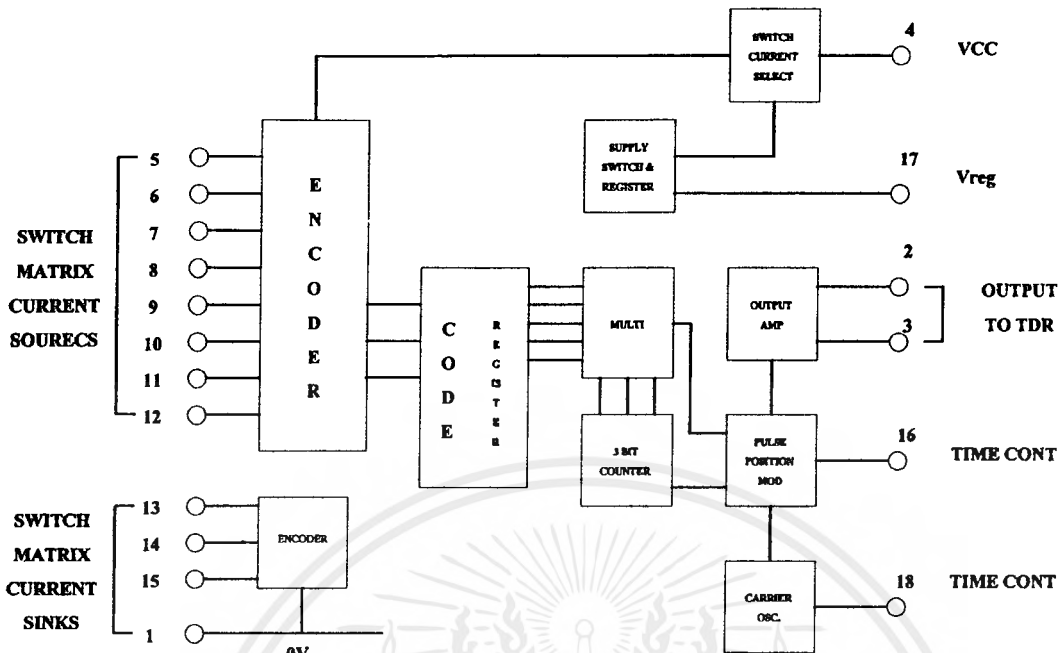 SWITCH
CURRENT
SELECT
4
VCC
SUPPLY
SWITCH &
REGISTER
17
Vreg
5
6
7
8
9
10
11
12
SWITCH
MATRIX
CURRENT
SOURECS
E
N
C
O
D
E
R
C
O
D
E
R
E
G
I
S
T
E
R
MULTI
3 BIT
COUNTER
OUTPUT
AMP
2
3
OUTPUT
TO TDR
PULSE
POSITION
MOD
16
TIME CONT
CARRIER
OSC.
18
TIME CONT
13
14
15
1
SWITCH
MATRIX
CURRENT
SINKS
ENCODER
0V